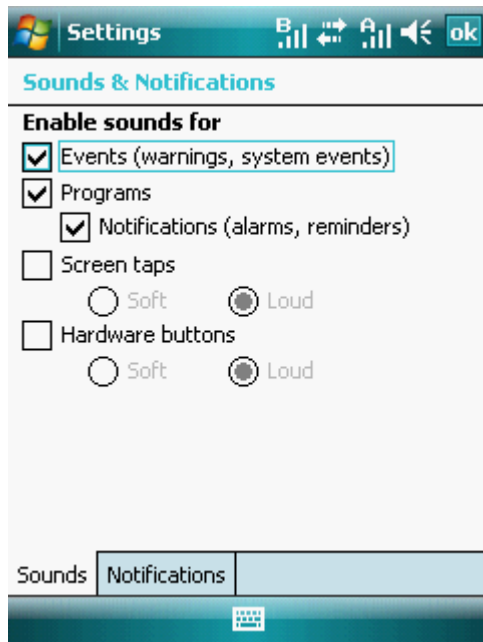 Settings B A ok
Sounds & Notifications
Enable sounds for
Events (warnings, system events)
Programs
Notifications (alarms, reminders)
Screen taps
Soft Loud
Hardware buttons
Soft Loud
Sounds Notifications